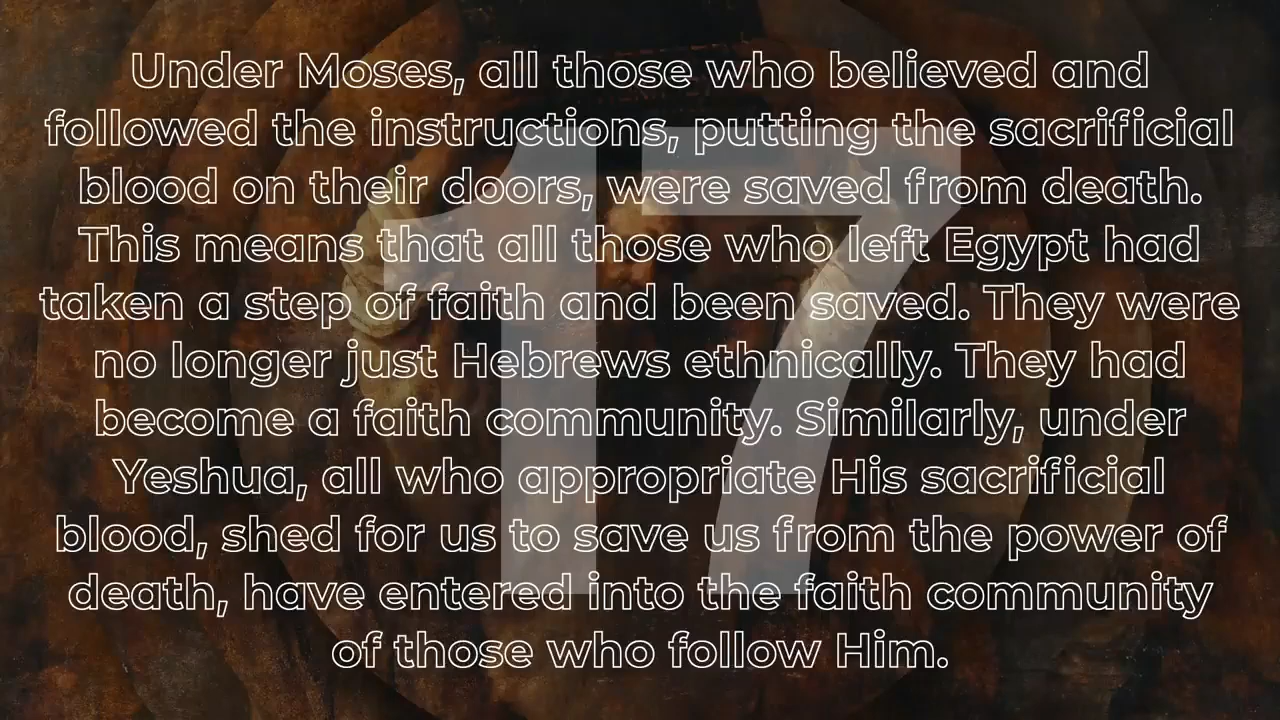 Under Moses, all those who believed and
followed the instructions, putting the sacrificial
blood on their doors, were saved from death.
This means that all those who left Egypt had
taken a step of faith and been saved. They were
no longer just Hebrews ethnically. They had
become a faith community. Similarly, under
Yeshua, all who appropriate His sacrificial
blood, shed for us to save us from the power of
death, have entered into the faith community
of those who follow Him.
17